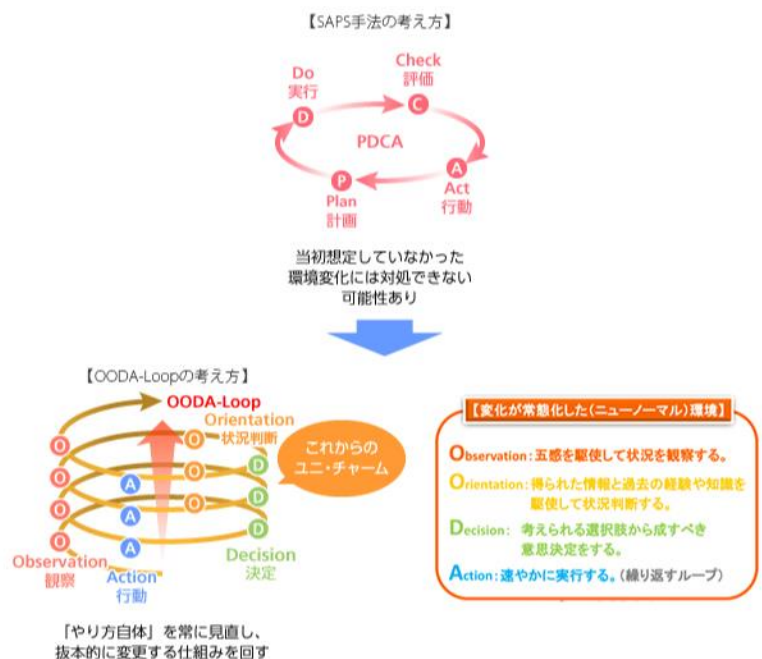 【SAPS手法の考え方】
Check
評価
Do
実行
C
D
PDCA
A
P
Act
行動
Plan
計画
当初想定していなかった
環境変化には対処できない
可能性あり
【OODA-Loopの考え方】
OODA-Loop
Orientation
状況判断
O
O
D
これからの
ユニ・チャーム
O
O
A
D
O
O
A
D
O
A
Observation
観察
Action
行動
Decision
決定
「やり方自体」を常に見直し、
抜本的に変更する仕組みを回す
【変化が常態化した(ニューノーマル)環境】
Observation:五感を駆使して状況を観察する。
Orientation:得られた情報と過去の経験や知識を
駆使して状況判断する。
Decision: 考えられる選択肢から成すべき
意思決定をする。
Action:速やかに実行する。(繰り返すループ)